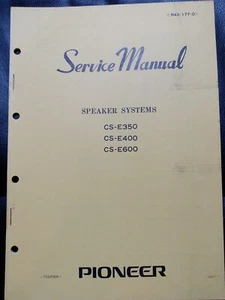 Service Manual
SPEAKER SYSTEMS
CS-E350
CS-E400
CS-E600
PIONEER